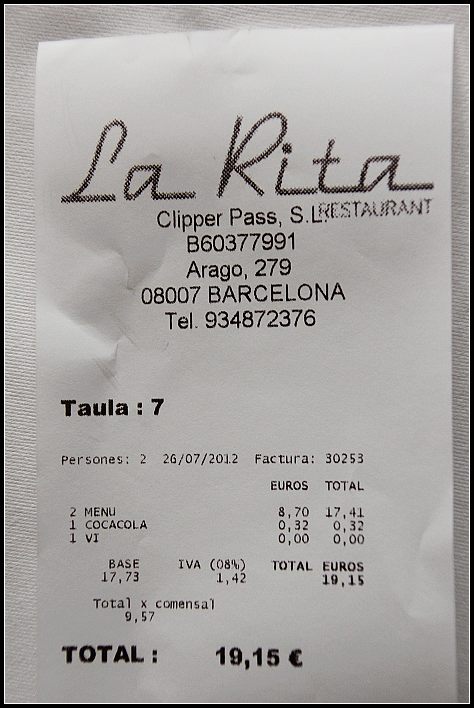 La Rita
RESTAURANT
Clipper Pass, S.L.
B60377991
Arago, 279
08007 BARCELONA
Tel. 934872376
Taula : 7
Persones: 2 26/07/2012 Factura: 30253
EUROS TOTAL
2 MENU 8,70 17,41
1 COCACOLA 0,32 0,32
1 VI 0,00 0,00
BASE IVA (08%) TOTAL EUROS
17,73 1,42 19,15
Total x comensal
9,57
TOTAL : 19,15 €